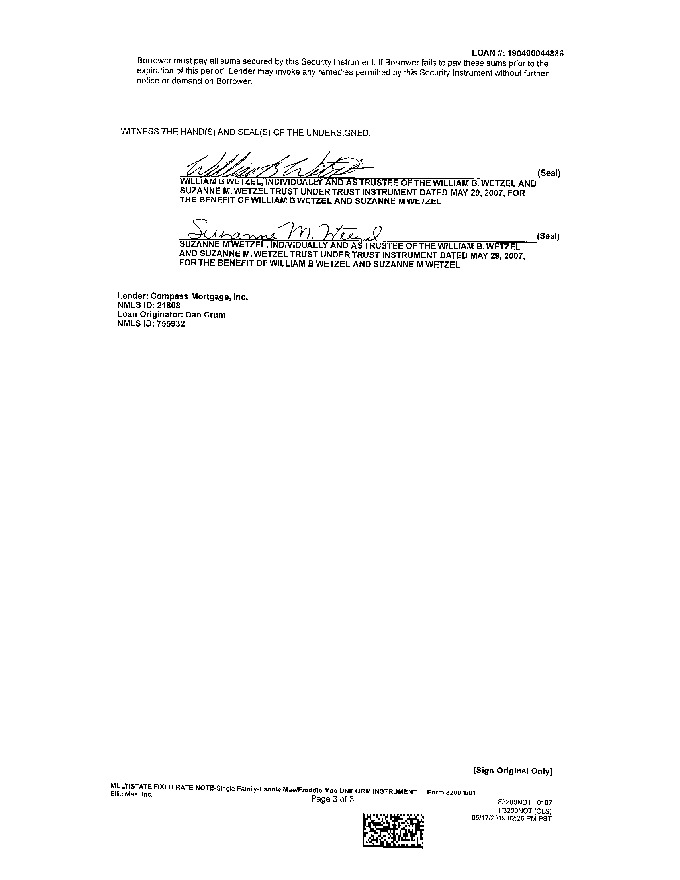 LOAN #: 190400044886
Borrower must pay all sums secured by this Security Instrument. If Borrower fails to pay these sums prior to the
expiration of this period, Lender may invoke any remedies permitted by this Security Instrument without further
notice or demand on Borrower.
WITNESS THE HAND(S) AND SEAL(S) OF THE UNDERSIGNED.
William B Wetzel
(Seal)
WILLIAM B WETZEL, INDIVIDUALLY AND AS TRUSTEE OF THE WILLIAM B. WETZEL AND
SUZANNE M. WETZEL TRUST UNDER TRUST INSTRUMENT DATED MAY 29, 2007, FOR
THE BENEFIT OF WILLIAM B WETZEL AND SUZANNE M WETZEL
Suzanne M. Wetzel
(Seal)
SUZANNE M WETZEL, INDIVIDUALLY AND AS TRUSTEE OF THE WILLIAM B. WETZEL
AND SUZANNE M. WETZEL TRUST UNDER TRUST INSTRUMENT DATED MAY 29, 2007,
FOR THE BENEFIT OF WILLIAM B WETZEL AND SUZANNE M WETZEL
Lender: Compass Mortgage, Inc.
NMLS ID: 21808
Loan Originator: Dan Crum
NMLS ID: 755932
[Sign Original Only]
MULTISTATE FIXED RATE NOTE-Single Family-Fannie Mae/Freddie Mac UNIFORM INSTRUMENT Form 3200 1/01
Ellie Mae, Inc.
Page 3 of 3
F3200NOT 0107
F3200NOT (CLS)
PM PST